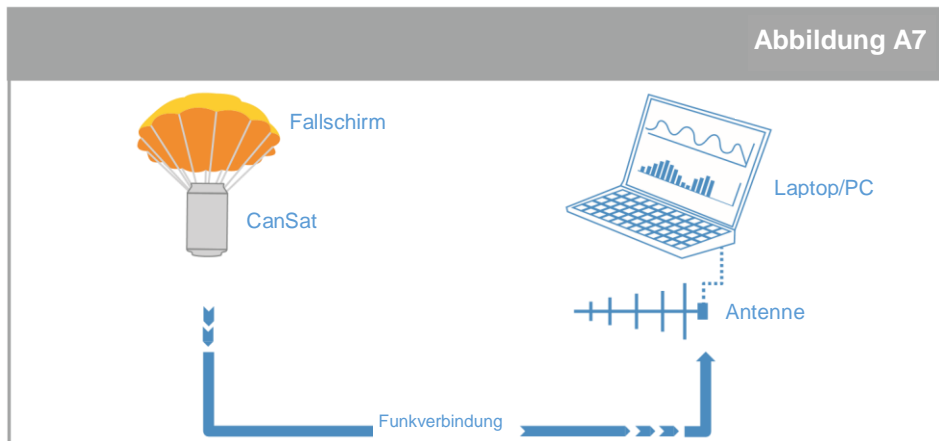 Abbildung A7
Fallschirm
Laptop/PC
CanSat
Antenne
Funkverbindung